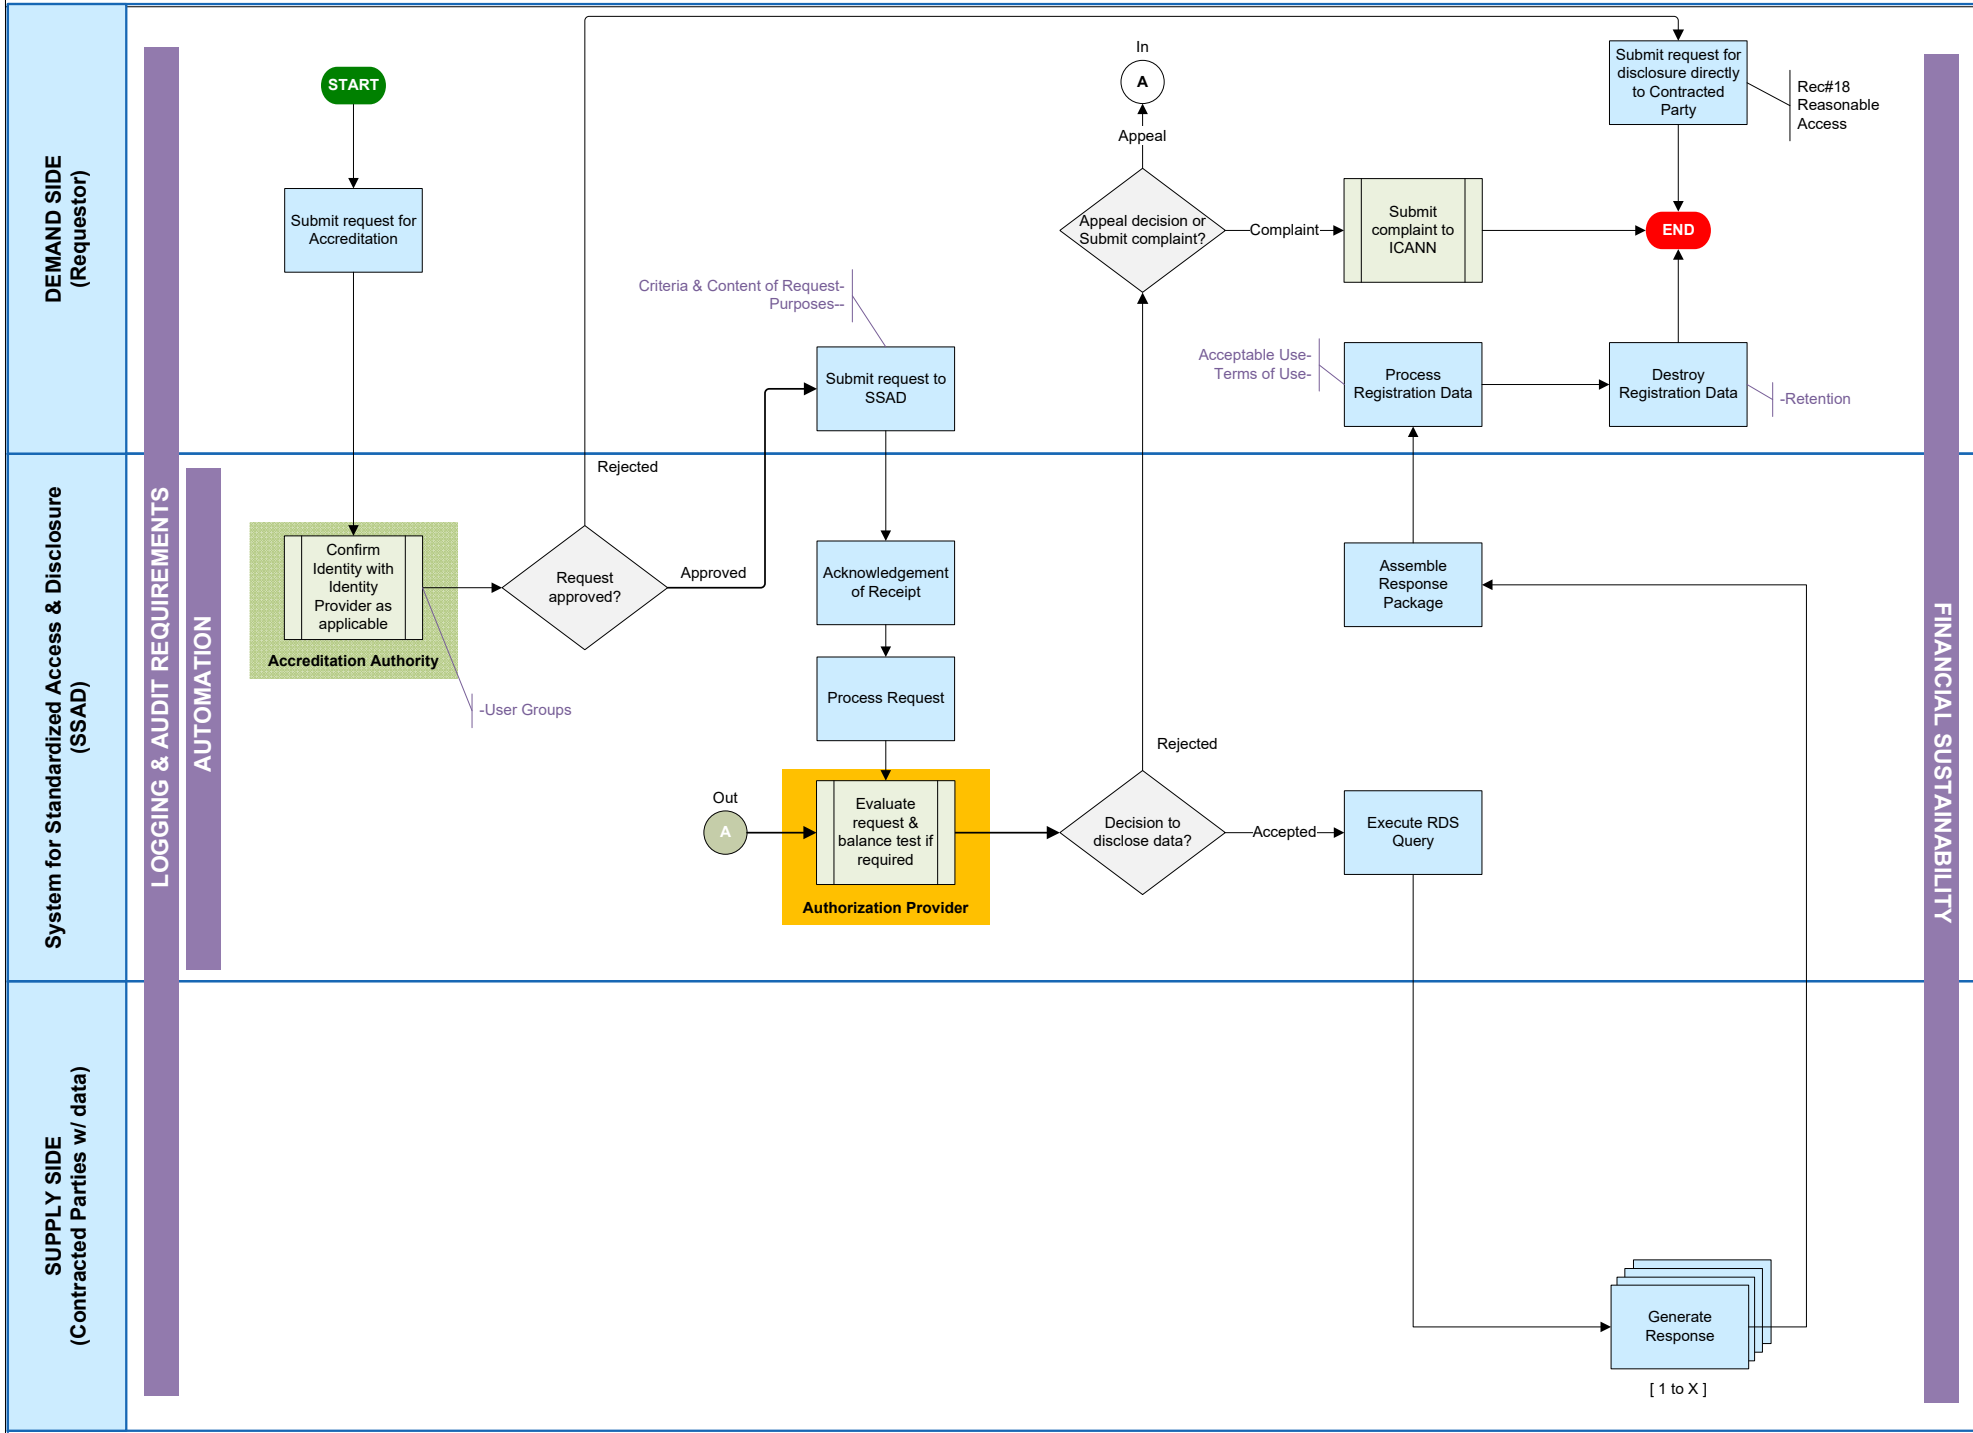 DEMAND SIDE
(Requestor)
System for Standardized Access & Disclosure
(SSAD)
SUPPLY SIDE
(Contracted Parties w/ data)
LOGGING & AUDIT REQUIREMENTS
AUTOMATION
FINANCIAL SUSTAINABILITY
START
Submit request for
Accreditation
Confirm
Identity with
Identity
Provider as
applicable
Accreditation Authority
-User Groups
Request
approved?
Rejected
Approved
Criteria & Content of Request-
Purposes--
Submit request to
SSAD
Acknowledgement
of Receipt
Process Request
Out
A
Evaluate
request &
balance test if
required
Authorization Provider
Decision to
disclose data?
Rejected
Accepted
In
A
Appeal
Appeal decision or
Submit complaint?
Complaint
Submit
complaint to
ICANN
Submit request for
disclosure directly
to Contracted
Party
Rec#18
Reasonable
Access
END
Acceptable Use-
Terms of Use-
Process
Registration Data
Destroy
Registration Data
-Retention
Assemble
Response
Package
Execute RDS
Query
Generate
Response
[ 1 to X ]